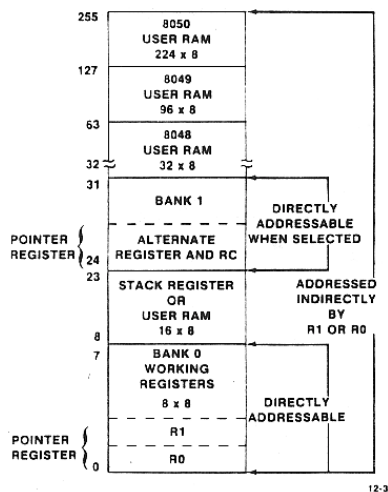 255
8050
USER RAM
224 x 8
127
8049
USER RAM
96 x 8
63
8048
USER RAM
32 x 8
32
31
BANK 1
DIRECTLY
ADDRESSABLE
WHEN SELECTED
POINTER
REGISTER
ALTERNATE
REGISTER AND RC
24
23
STACK REGISTER
OR
USER RAM
16 x 8
ADDRESSED
INDIRECTLY
BY
R1 OR R0
8
7
BANK 0
WORKING
REGISTERS
8 x 8
DIRECTLY
ADDRESSABLE
POINTER
REGISTER
R1
R0
0
12-3